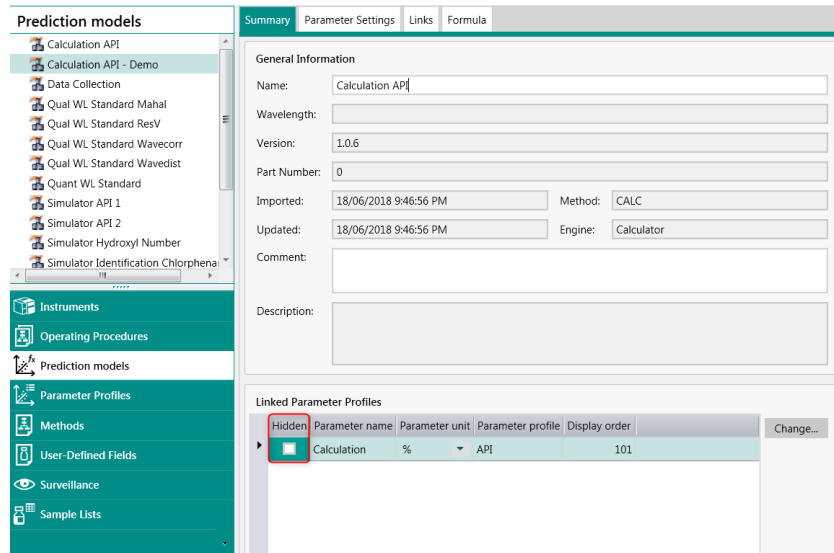 Prediction models
Calculation API
Calculation API - Demo
Data Collection
Qual WL Standard Mahal
Qual WL Standard ResV
Qual WL Standard Wavecorr
Qual WL Standard Wavedist
Quant WL Standard
Simulator API 1
Simulator API 2
Simulator Hydroxyl Number
Simulator Identification Chlorphena
Instruments
Operating Procedures
Prediction models
Parameter Profiles
Methods
User-Defined Fields
Surveillance
Sample Lists
Summary Parameter Settings Links Formula
General Information
Name: Calculation API
Wavelength:
Version: 1.0.6
Part Number: 0
Imported: 18/06/2018 9:46:56 PM Method: CALC
Updated: 18/06/2018 9:46:56 PM Engine: Calculator
Comment:
Description:
Linked Parameter Profiles
Hidden Parameter name Parameter unit Parameter profile Display order
Calculation % API 101
Change...